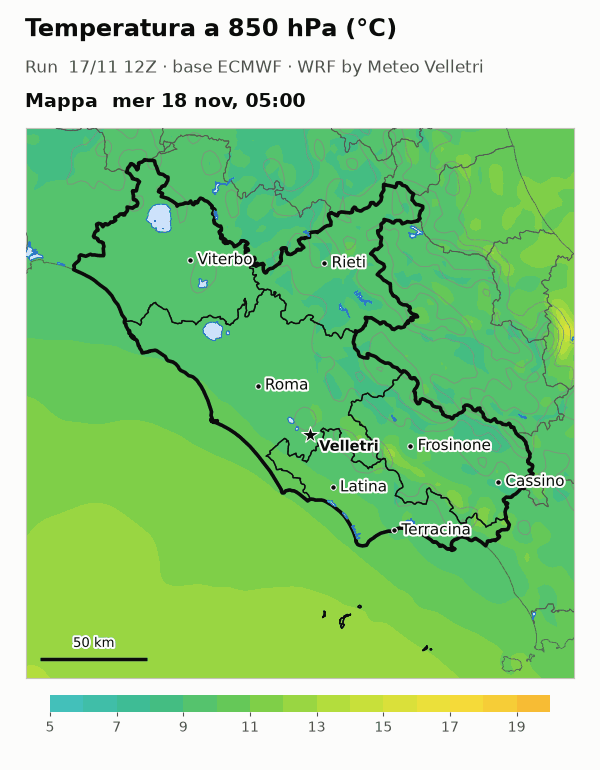 Temperatura a 850 hPa (°C)
Run  17/11 12Z · base ECMWF · WRF by Meteo Velletri
Mappa  mer 18 nov, 05:00
Viterbo
Rieti
Roma
Velletri
Frosinone
Latina
Cassino
Terracina
50 km
5 7 9 11 13 15 17 19